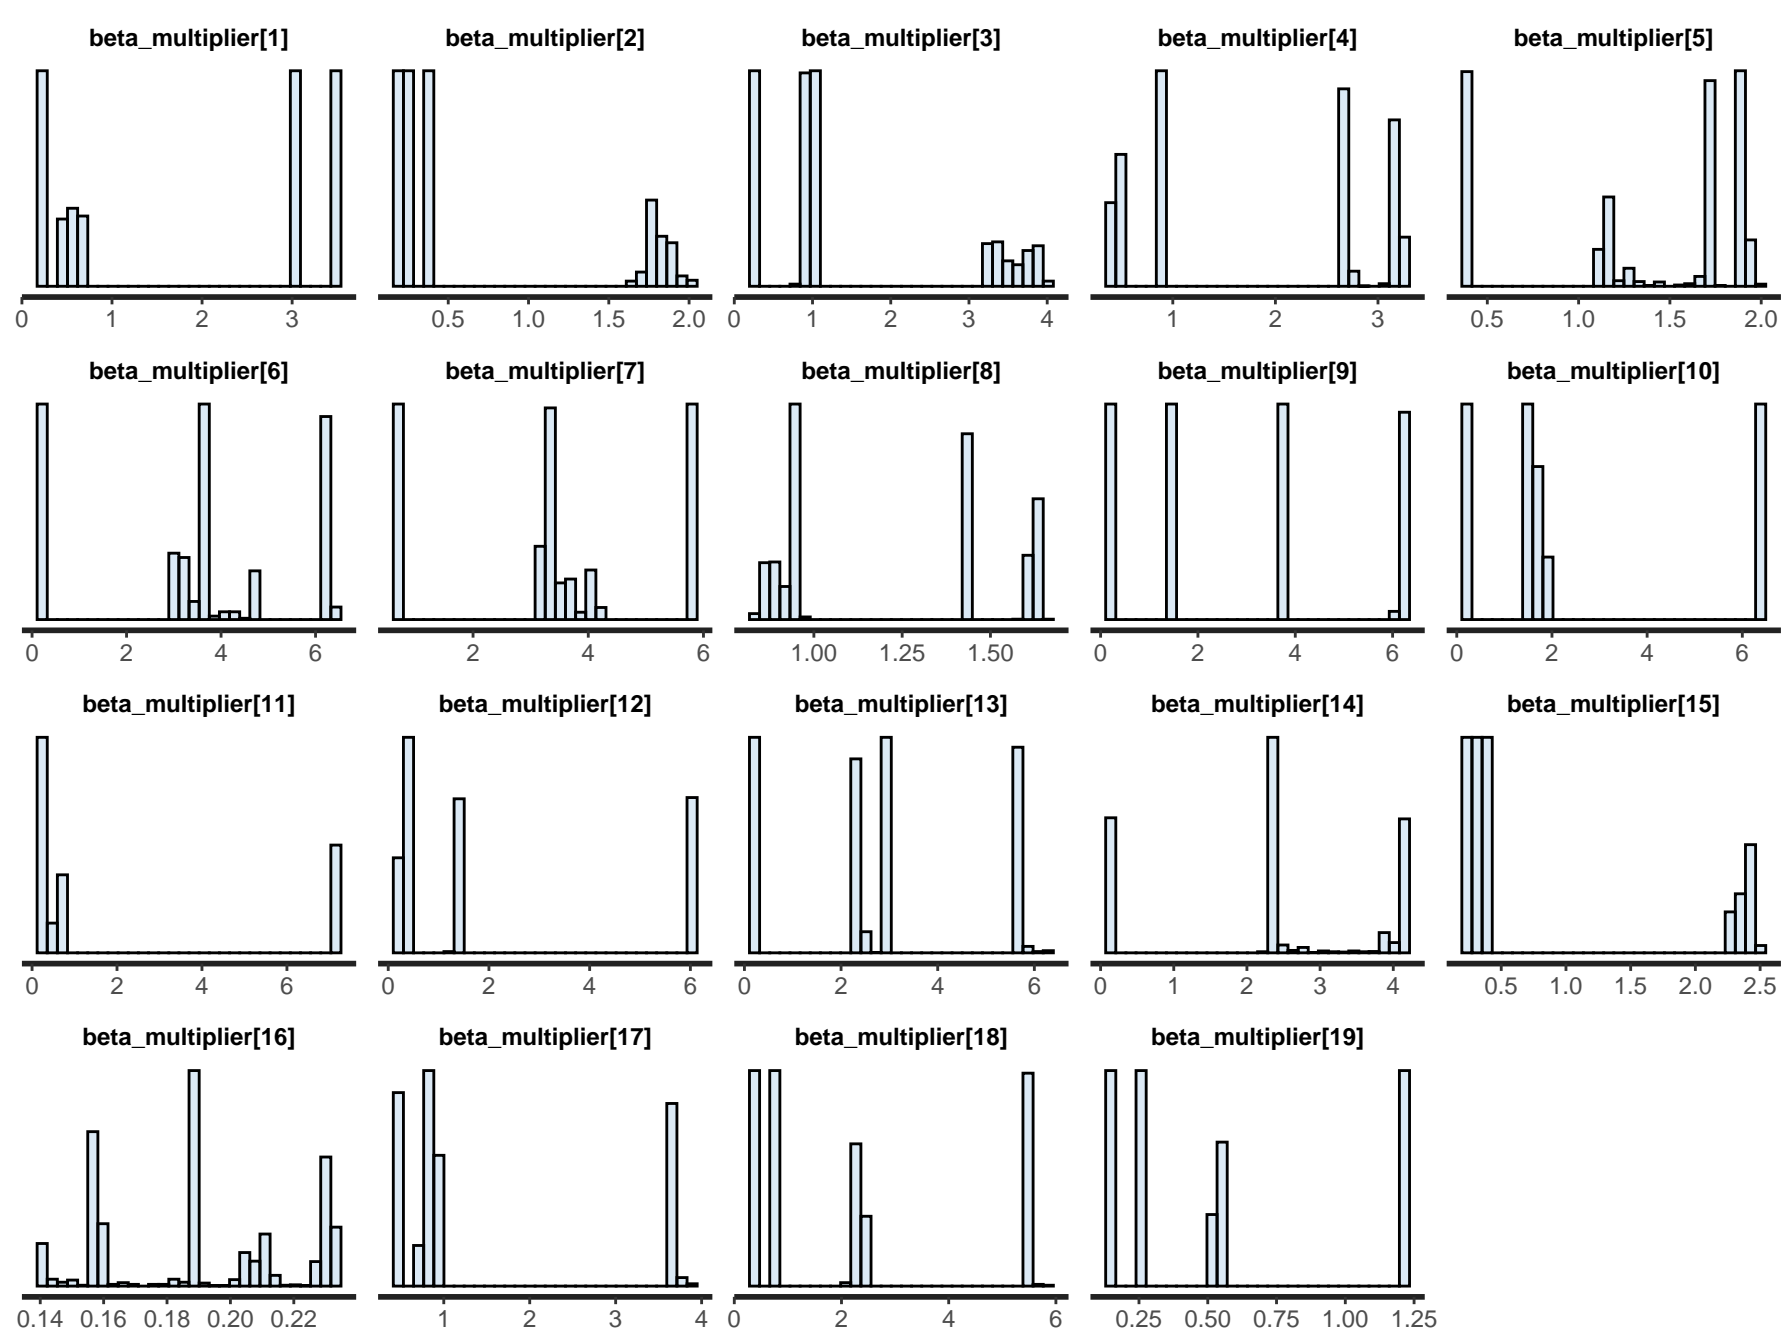 beta_multiplier[1] beta_multiplier[2] beta_multiplier[3] beta_multiplier[4] beta_multiplier[5]
0 1 2 3 0.5 1.0 1.5 2.0 0 1 2 3 4 1 2 3 0.5 1.0 1.5 2.0
beta_multiplier[6] beta_multiplier[7] beta_multiplier[8] beta_multiplier[9] beta_multiplier[10]
0 2 4 6 2 4 6 1.00 1.25 1.50 0 2 4 6 0 2 4 6
beta_multiplier[11] beta_multiplier[12] beta_multiplier[13] beta_multiplier[14] beta_multiplier[15]
0 2 4 6 0 2 4 6 0 2 4 6 0 1 2 3 4 0.5 1.0 1.5 2.0 2.5
beta_multiplier[16] beta_multiplier[17] beta_multiplier[18] beta_multiplier[19]
0.14 0.16 0.18 0.20 0.22 1 2 3 4 0 2 4 6 0.25 0.50 0.75 1.00 1.25